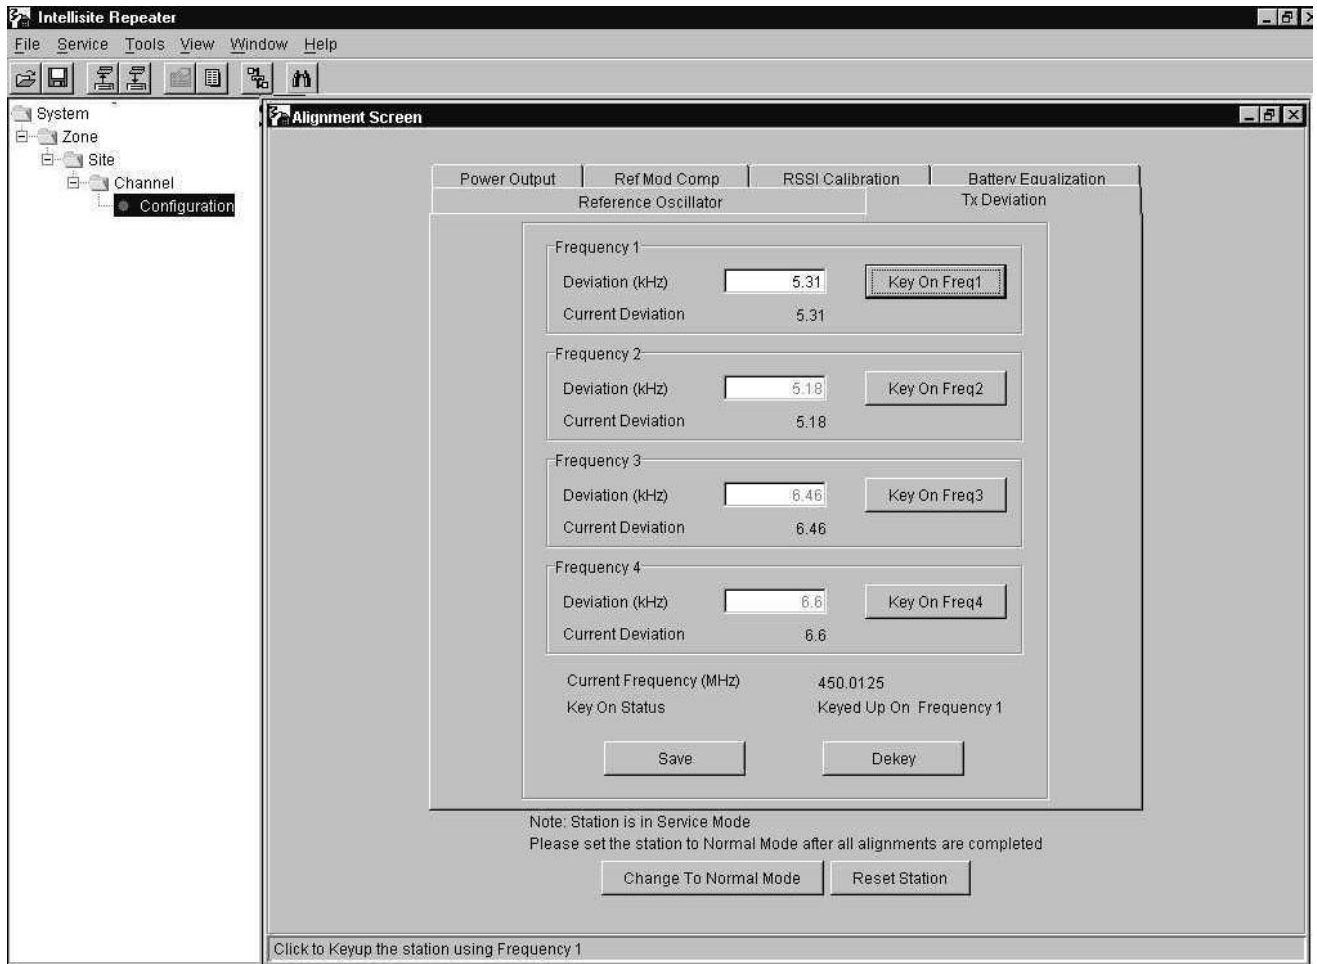 Intellisite Repeater
File Service Tools View Window Help
System
Zone
Site
Channel
Configuration
Alignment Screen
Power Output Ref Mod Comp RSSI Calibration Battery Equalization
Reference Oscillator Tx Deviation
Frequency 1
Deviation (kHz) 5.31 Key On Freq1
Current Deviation 5.31
Frequency 2
Deviation (kHz) 5.18 Key On Freq2
Current Deviation 5.18
Frequency 3
Deviation (kHz) 6.46 Key On Freq3
Current Deviation 6.46
Frequency 4
Deviation (kHz) 6.6 Key On Freq4
Current Deviation 6.6
Current Frequency (MHz) 450.0125
Key On Status Keyed Up On Frequency 1
Save Dekey
Note: Station is in Service Mode
Please set the station to Normal Mode after all alignments are completed
Change To Normal Mode Reset Station
Click to Keyup the station using Frequency 1